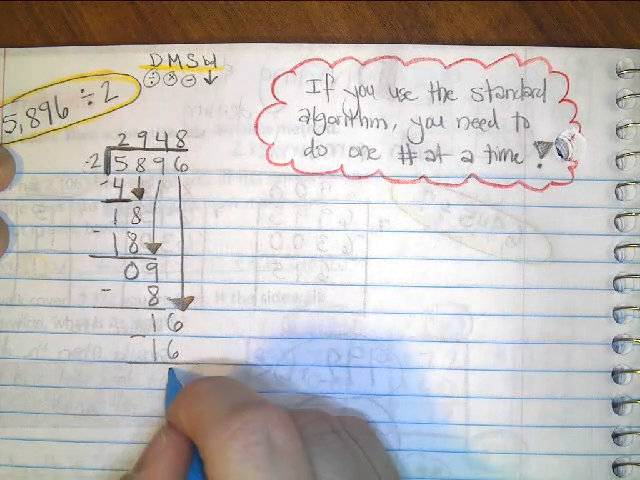 D M S ↓
÷ × − ↓
5,896 ÷ 2
If you use the standard
algorithm, you need to
do one # at a time!
2948
2 5896
-4
18
-18
09
- 8
16
-16